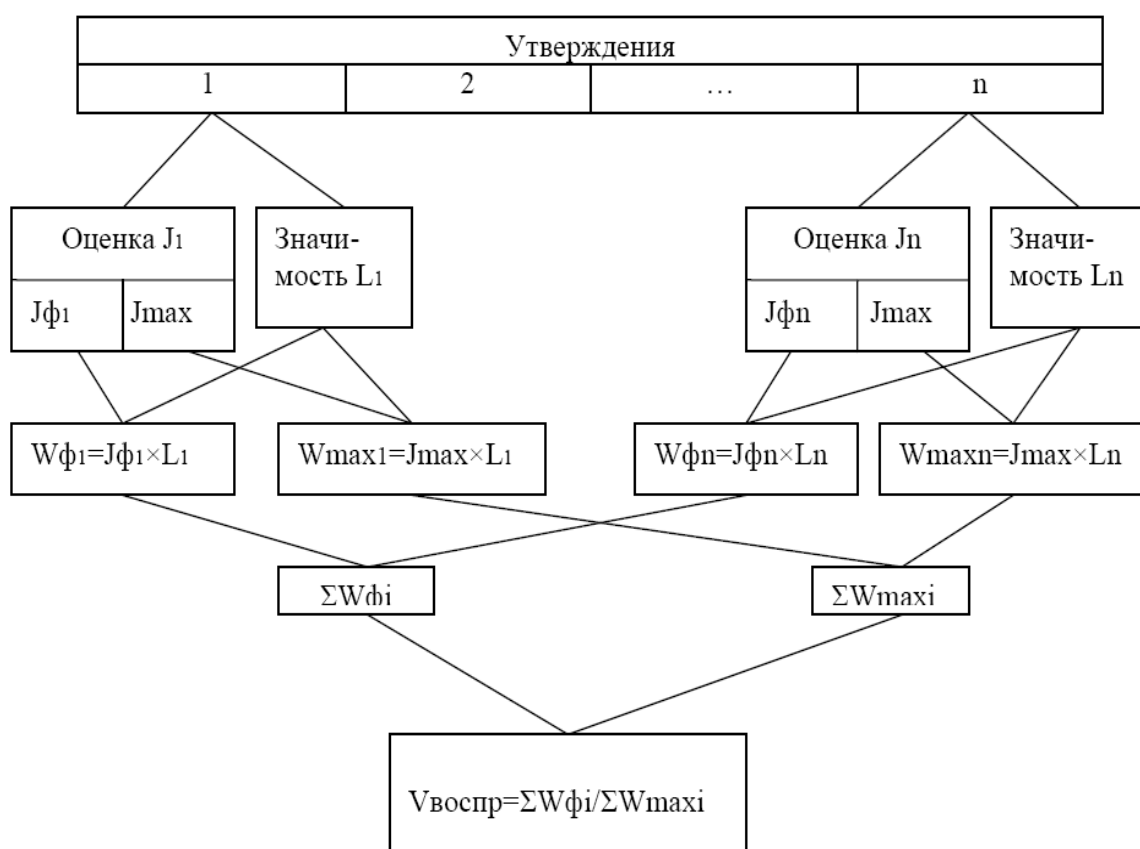 Утверждения
1 2 ... n
Оценка J1
Jф1 Jmax
Значи-
мость L1
Оценка Jn
Jфn Jmax
Значи-
мость Ln
Wф1=Jф1×L1
Wmax1=Jmax×L1
Wфn=Jфn×Ln
Wmaxn=Jmax×Ln
ΣWфi
ΣWmaxi
Vвоспр=ΣWфi/ΣWmaxi